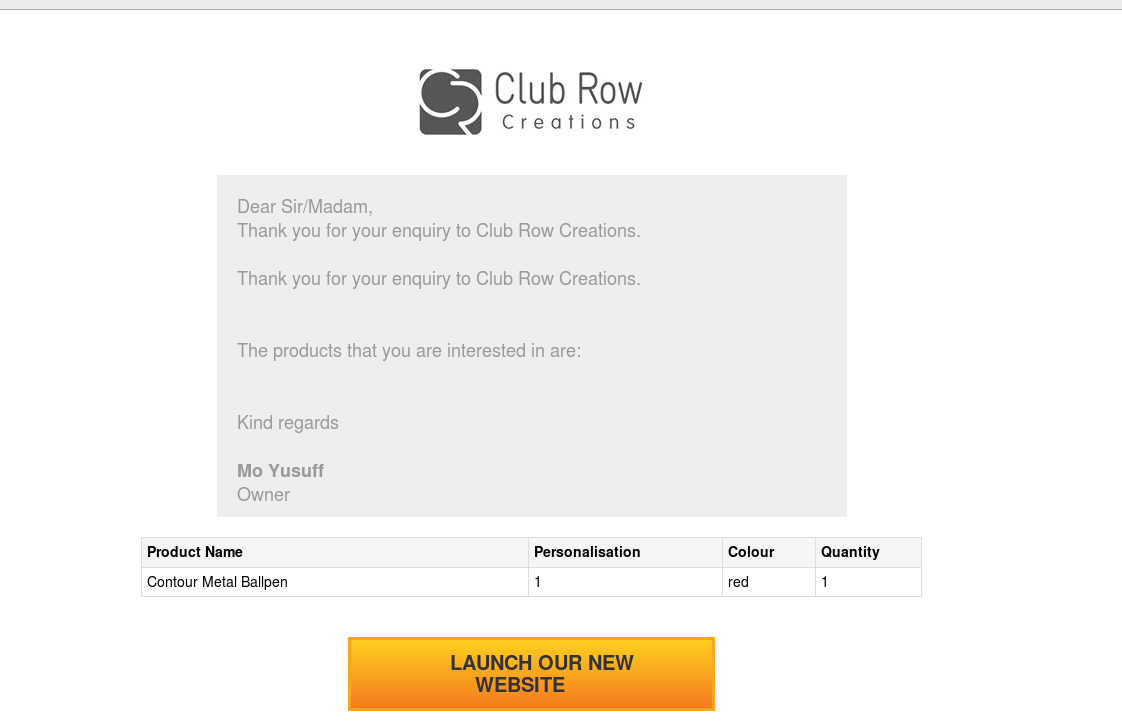 Club Row
Creations
Dear Sir/Madam,
Thank you for your enquiry to Club Row Creations.
Thank you for your enquiry to Club Row Creations.
The products that you are interested in are:
Kind regards
Mo Yusuff
Owner
Product Name Personalisation Colour Quantity
Contour Metal Ballpen 1 red 1
LAUNCH OUR NEW
WEBSITE